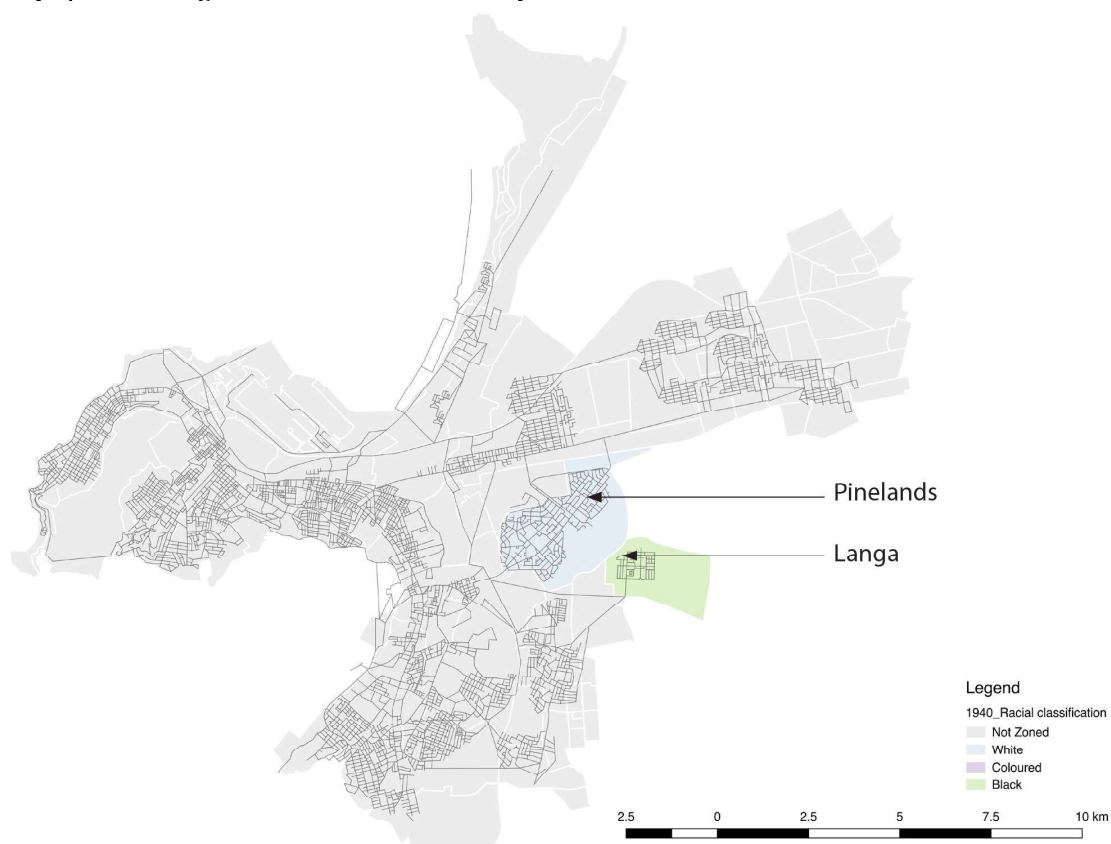 Pinelands
Langa
Legend
1940_Racial classification
Not Zoned
White
Coloured
Black
2.5 0 2.5 5 7.5 10 km